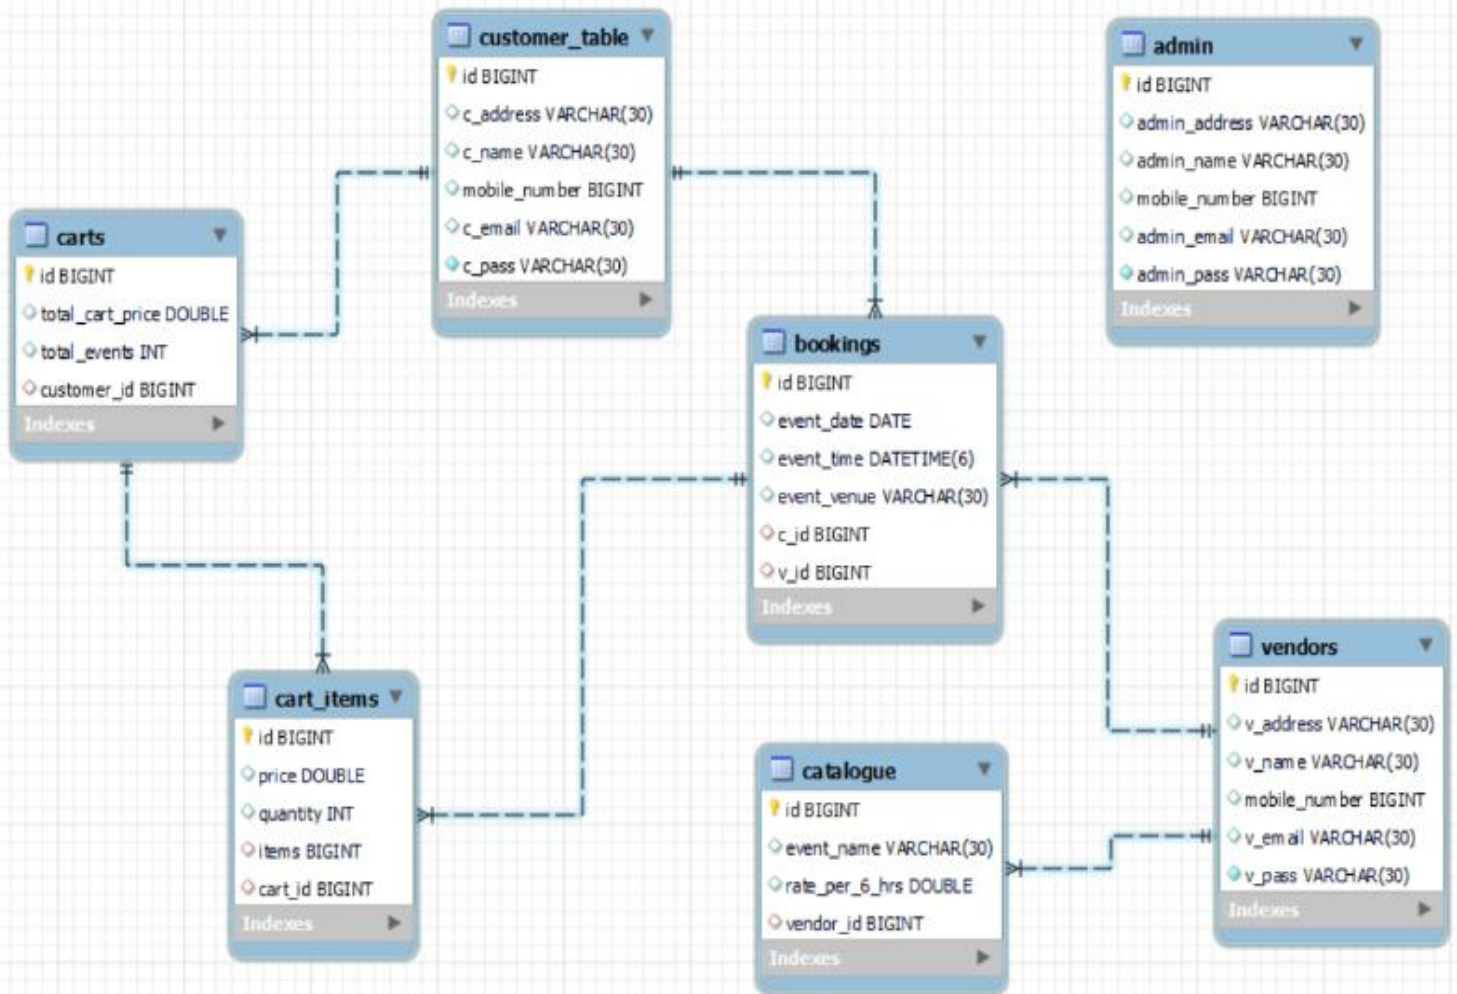 customer_table
id BIGINT
c_address VARCHAR(30)
c_name VARCHAR(30)
mobile_number BIGINT
c_email VARCHAR(30)
c_pass VARCHAR(30)
Indexes
admin
id BIGINT
admin_address VARCHAR(30)
admin_name VARCHAR(30)
mobile_number BIGINT
admin_email VARCHAR(30)
admin_pass VARCHAR(30)
Indexes
carts
id BIGINT
total_cart_price DOUBLE
total_events INT
customer_id BIGINT
Indexes
bookings
id BIGINT
event_date DATE
event_time DATETIME(6)
event_venue VARCHAR(30)
c_id BIGINT
v_id BIGINT
Indexes
cart_items
id BIGINT
price DOUBLE
quantity INT
items BIGINT
cart_id BIGINT
Indexes
catalogue
id BIGINT
event_name VARCHAR(30)
rate_per_6_hrs DOUBLE
vendor_id BIGINT
Indexes
vendors
id BIGINT
v_address VARCHAR(30)
v_name VARCHAR(30)
mobile_number BIGINT
v_email VARCHAR(30)
v_pass VARCHAR(30)
Indexes